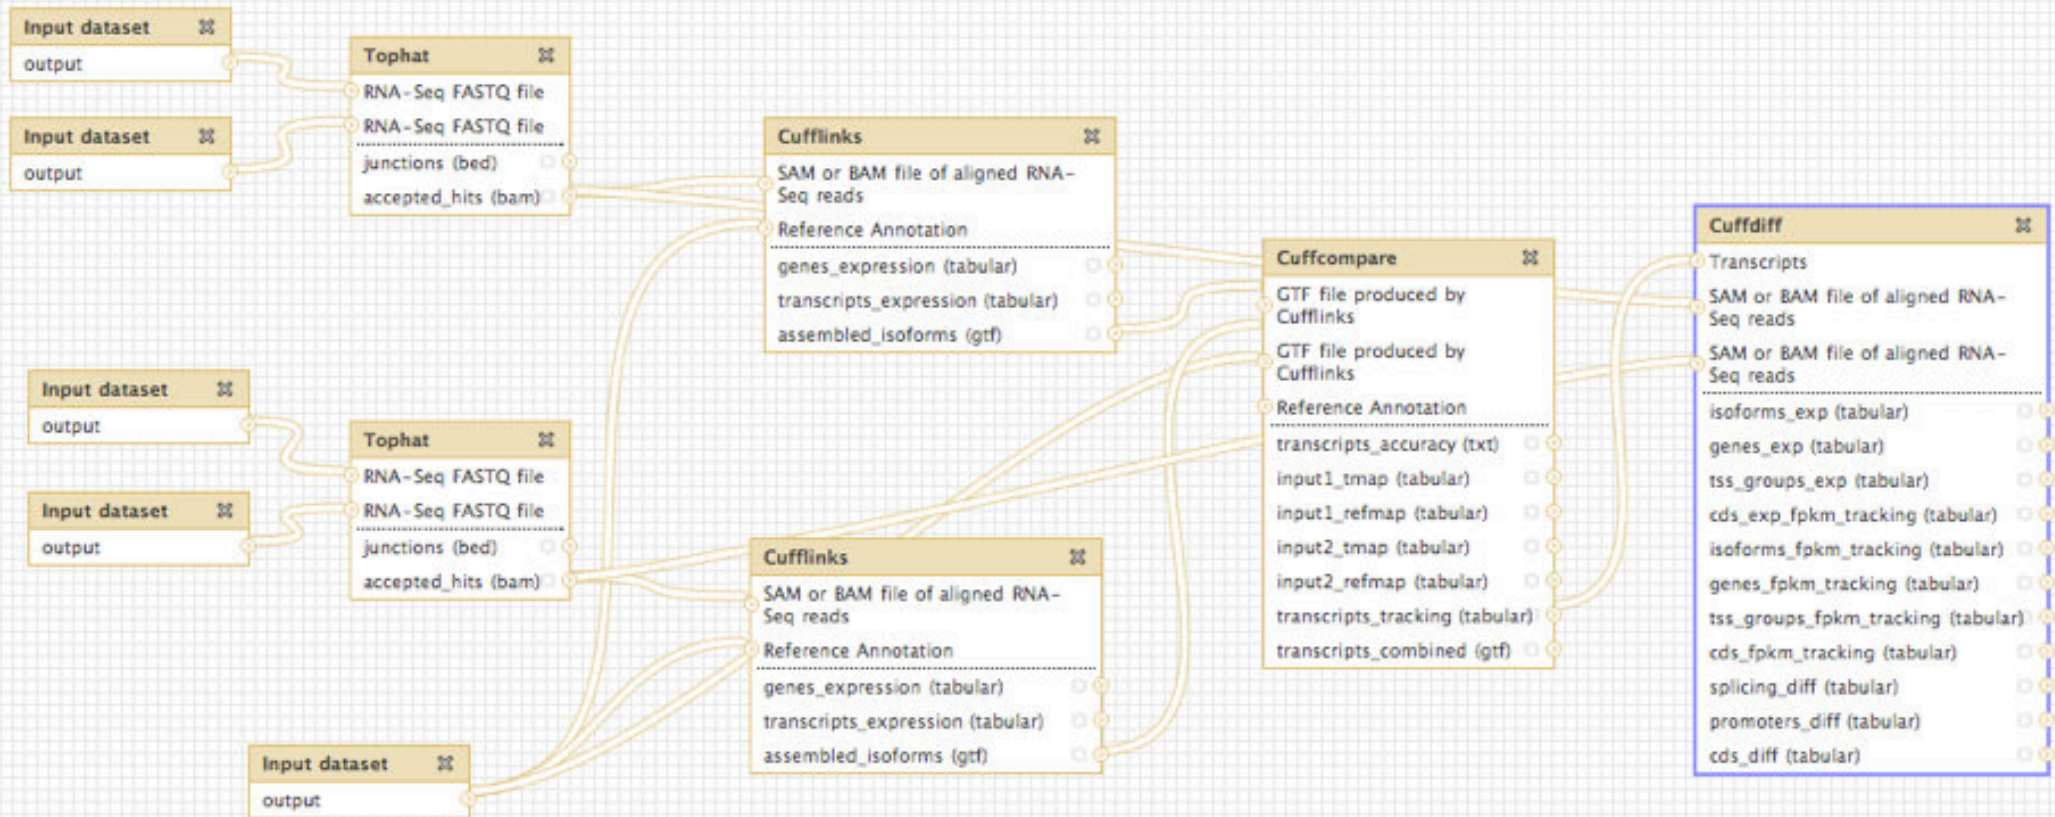 Input dataset
output
Input dataset
output
Tophat
RNA-Seq FASTQ file
RNA-Seq FASTQ file
junctions (bed)
accepted_hits (bam)
Input dataset
output
Input dataset
output
Tophat
RNA-Seq FASTQ file
RNA-Seq FASTQ file
junctions (bed)
accepted_hits (bam)
Input dataset
output
Cufflinks
SAM or BAM file of aligned RNA-
Seq reads
Reference Annotation
genes_expression (tabular)
transcripts_expression (tabular)
assembled_isoforms (gtf)
Cufflinks
SAM or BAM file of aligned RNA-
Seq reads
Reference Annotation
genes_expression (tabular)
transcripts_expression (tabular)
assembled_isoforms (gtf)
Cuffcompare
GTF file produced by
Cufflinks
GTF file produced by
Cufflinks
Reference Annotation
transcripts_accuracy (txt)
input1_tmap (tabular)
input1_refmap (tabular)
input2_tmap (tabular)
input2_refmap (tabular)
transcripts_tracking (tabular)
transcripts_combined (gtf)
Cuffdiff
Transcripts
SAM or BAM file of aligned RNA-
Seq reads
SAM or BAM file of aligned RNA-
Seq reads
isoforms_exp (tabular)
genes_exp (tabular)
tss_groups_exp (tabular)
cds_exp_fpkm_tracking (tabular)
isoforms_fpkm_tracking (tabular)
genes_fpkm_tracking (tabular)
tss_groups_fpkm_tracking (tabular)
cds_fpkm_tracking (tabular)
splicing_diff (tabular)
promoters_diff (tabular)
cds_diff (tabular)